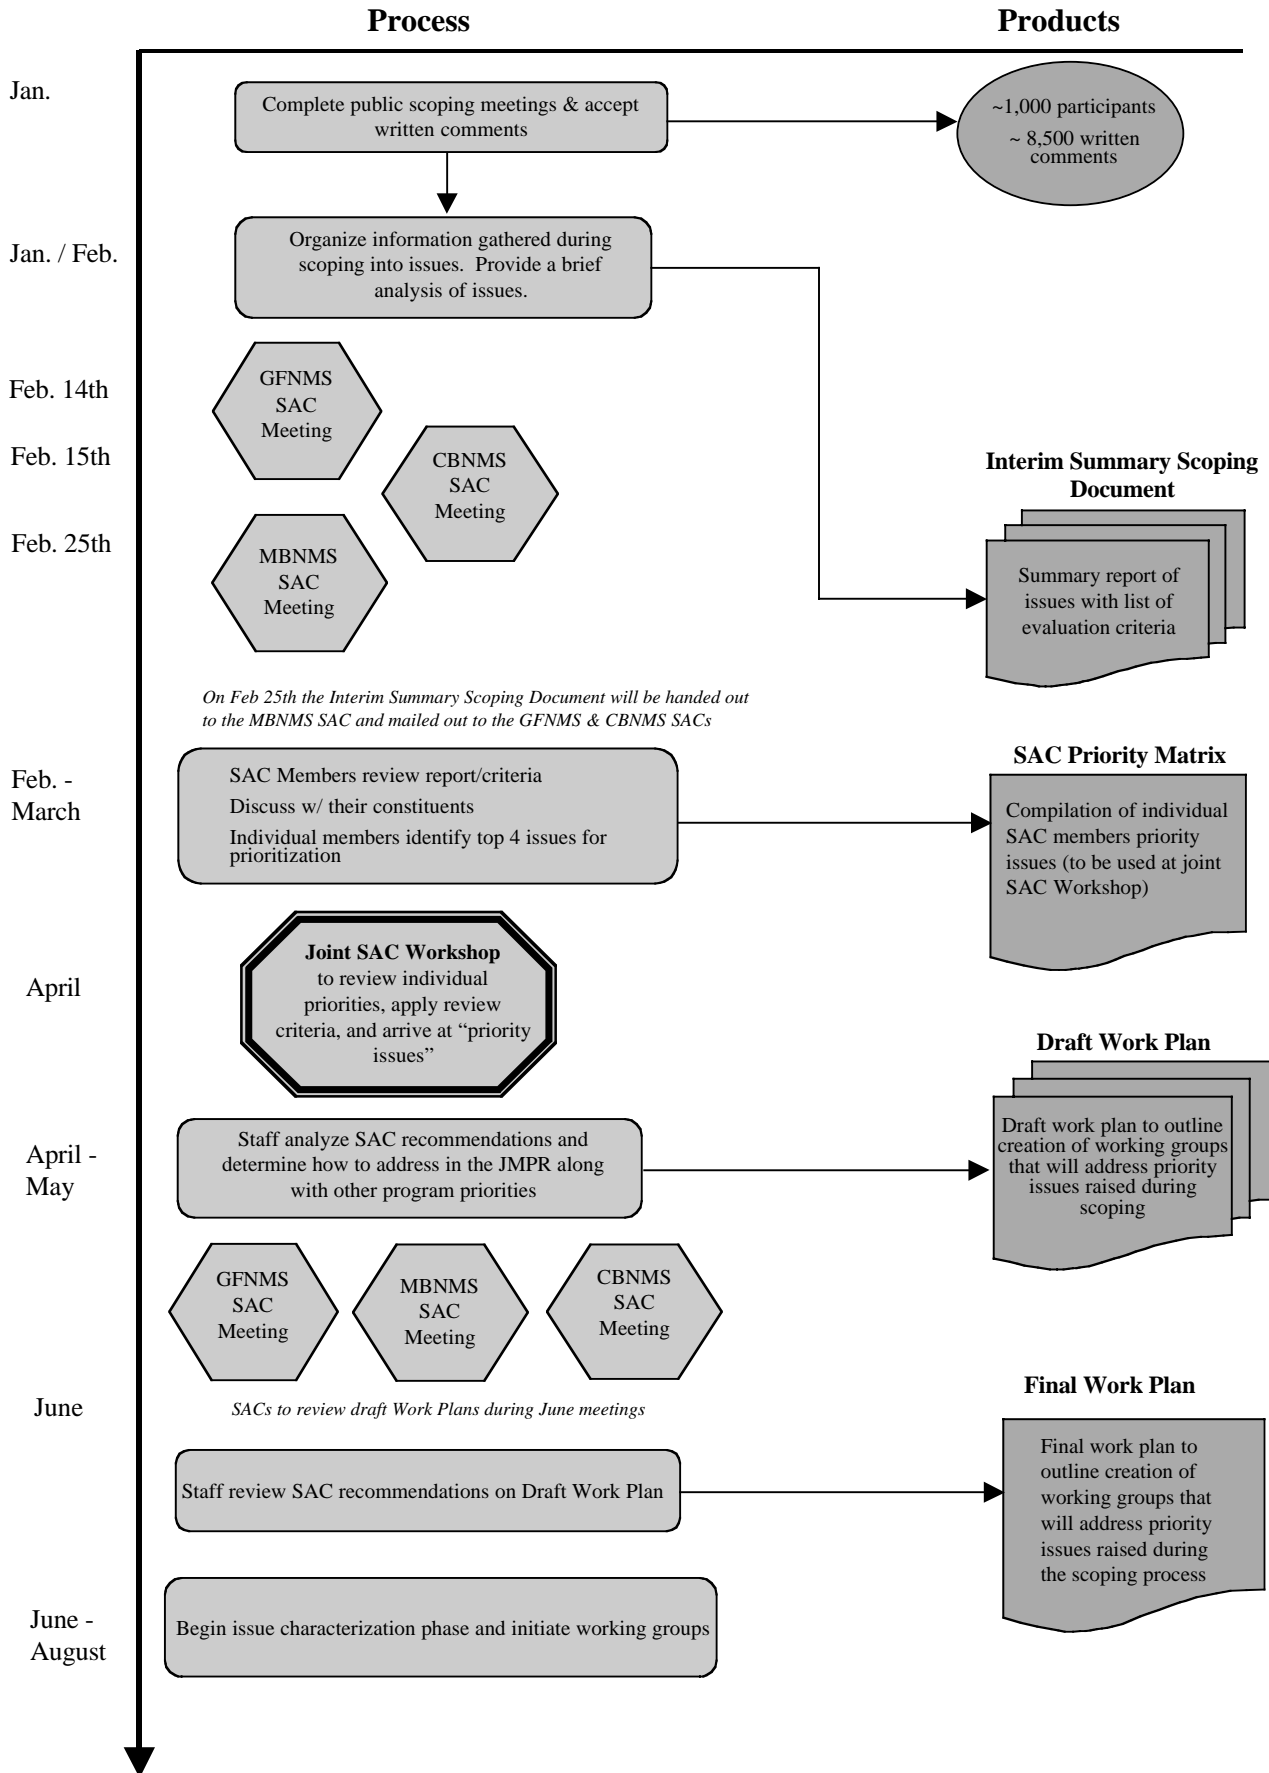 Process
Products
Jan.
Complete public scoping meetings & accept
written comments
~1,000 participants
~ 8,500 written
comments
Jan. / Feb.
Organize information gathered during
scoping into issues.  Provide a brief
analysis of issues.
Feb. 14th
GFNMS
SAC
Meeting
Feb. 15th
CBNMS
SAC
Meeting
Feb. 25th
MBNMS
SAC
Meeting
Interim Summary Scoping
Document
Summary report of
issues with list of
evaluation criteria
On Feb 25th the Interim Summary Scoping Document will be handed out
to the MBNMS SAC and mailed out to the GFNMS & CBNMS SACs
Feb. -
March
SAC Members review report/criteria
Discuss w/ their constituents
Individual members identify top 4 issues for
prioritization
SAC Priority Matrix
Compilation of individual
SAC members priority
issues (to be used at joint
SAC Workshop)
April
Joint SAC Workshop
to review individual
priorities, apply review
criteria, and arrive at “priority
issues”
Draft Work Plan
Draft work plan to outline
creation of working groups
that will address priority
issues raised during
scoping
April -
May
Staff analyze SAC recommendations and
determine how to address in the JMPR along
with other program priorities
GFNMS
SAC
Meeting
MBNMS
SAC
Meeting
CBNMS
SAC
Meeting
June
SACs to review draft Work Plans during June meetings
Final Work Plan
Final work plan to
outline creation of
working groups that
will address priority
issues raised during
the scoping process
Staff review SAC recommendations on Draft Work Plan
June -
August
Begin issue characterization phase and initiate working groups